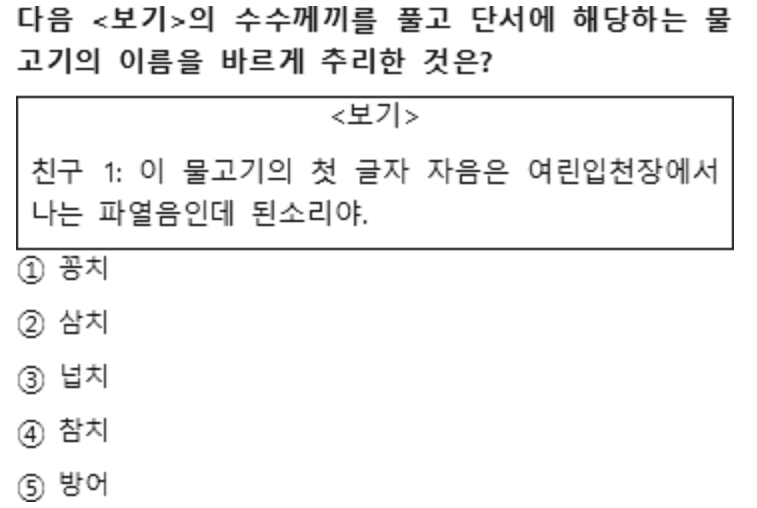 다음 <보기>의 수수께끼를 풀고 단서에 해당하는 물
고기의 이름을 바르게 추리한 것은?
<보기>
친구 1: 이 물고기의 첫 글자 자음은 여린입천장에서
나는 파열음인데 된소리야.
① 꽁치
② 삼치
③ 넙치
④ 참치
⑤ 방어